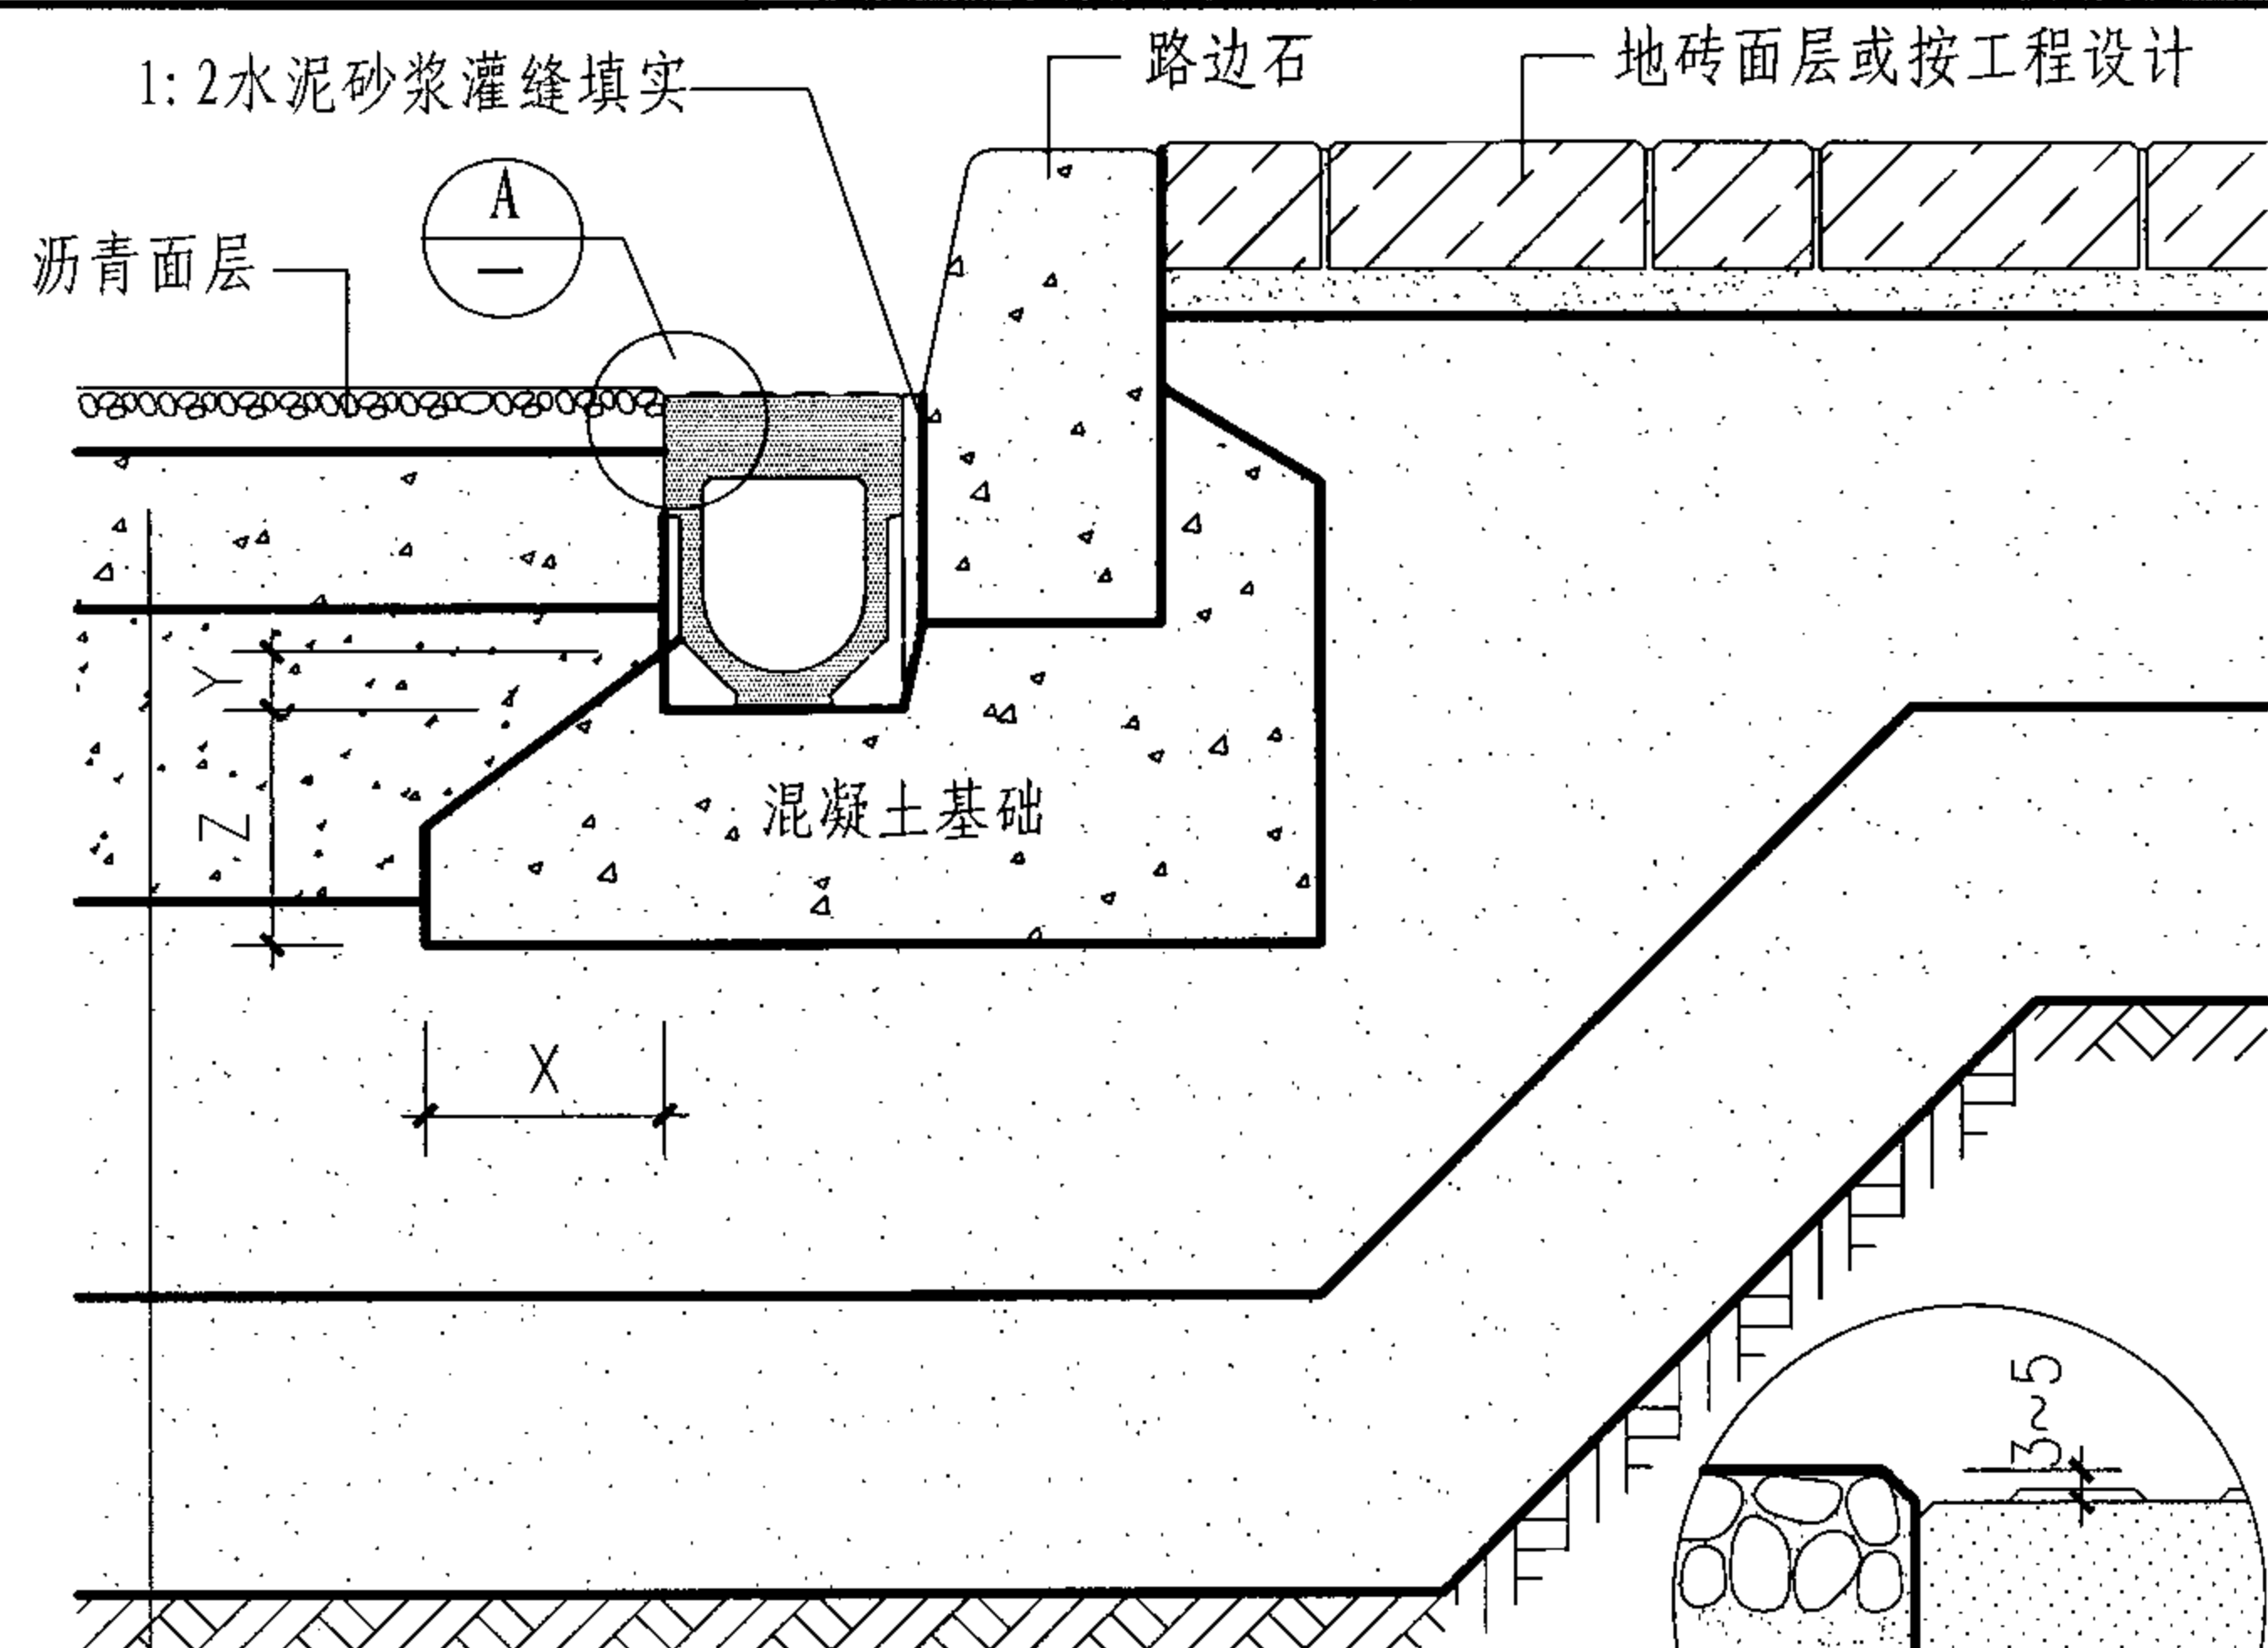 1:2水泥砂浆灌缝填实
路边石
地砖面层或按工程设计
A
—
沥青面层
Y
Z
混凝土基础
X
3~5